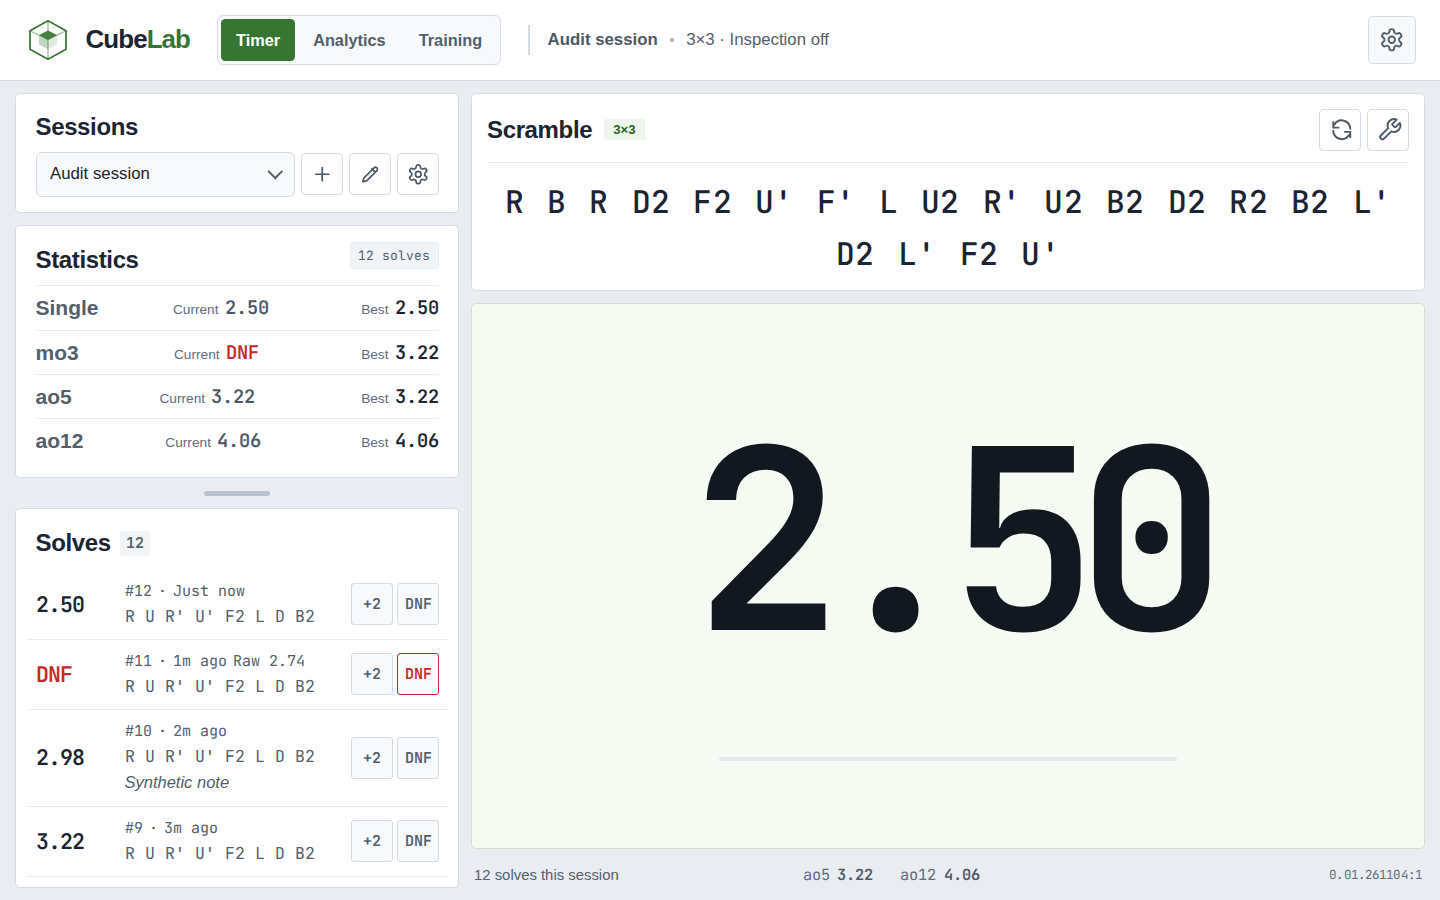 CubeLab
Timer Analytics Training
Audit session • 3×3 · Inspection off
Sessions
Audit session
Statistics
12 solves
Single Current 2.50 Best 2.50
mo3 Current DNF Best 3.22
ao5 Current 3.22 Best 3.22
ao12 Current 4.06 Best 4.06
Solves 12
2.50
#12 · Just now
R U R' U' F2 L D B2
+2 DNF
DNF
#11 · 1m ago Raw 2.74
R U R' U' F2 L D B2
+2 DNF
2.98
#10 · 2m ago
R U R' U' F2 L D B2
Synthetic note
+2 DNF
3.22
#9 · 3m ago
R U R' U' F2 L D B2
+2 DNF
Scramble 3×3
R B R D2 F2 U' F' L U2 R' U2 B2 D2 R2 B2 L'
D2 L' F2 U'
2.50
12 solves this session
ao5 3.22 ao12 4.06
0.01.261104:1